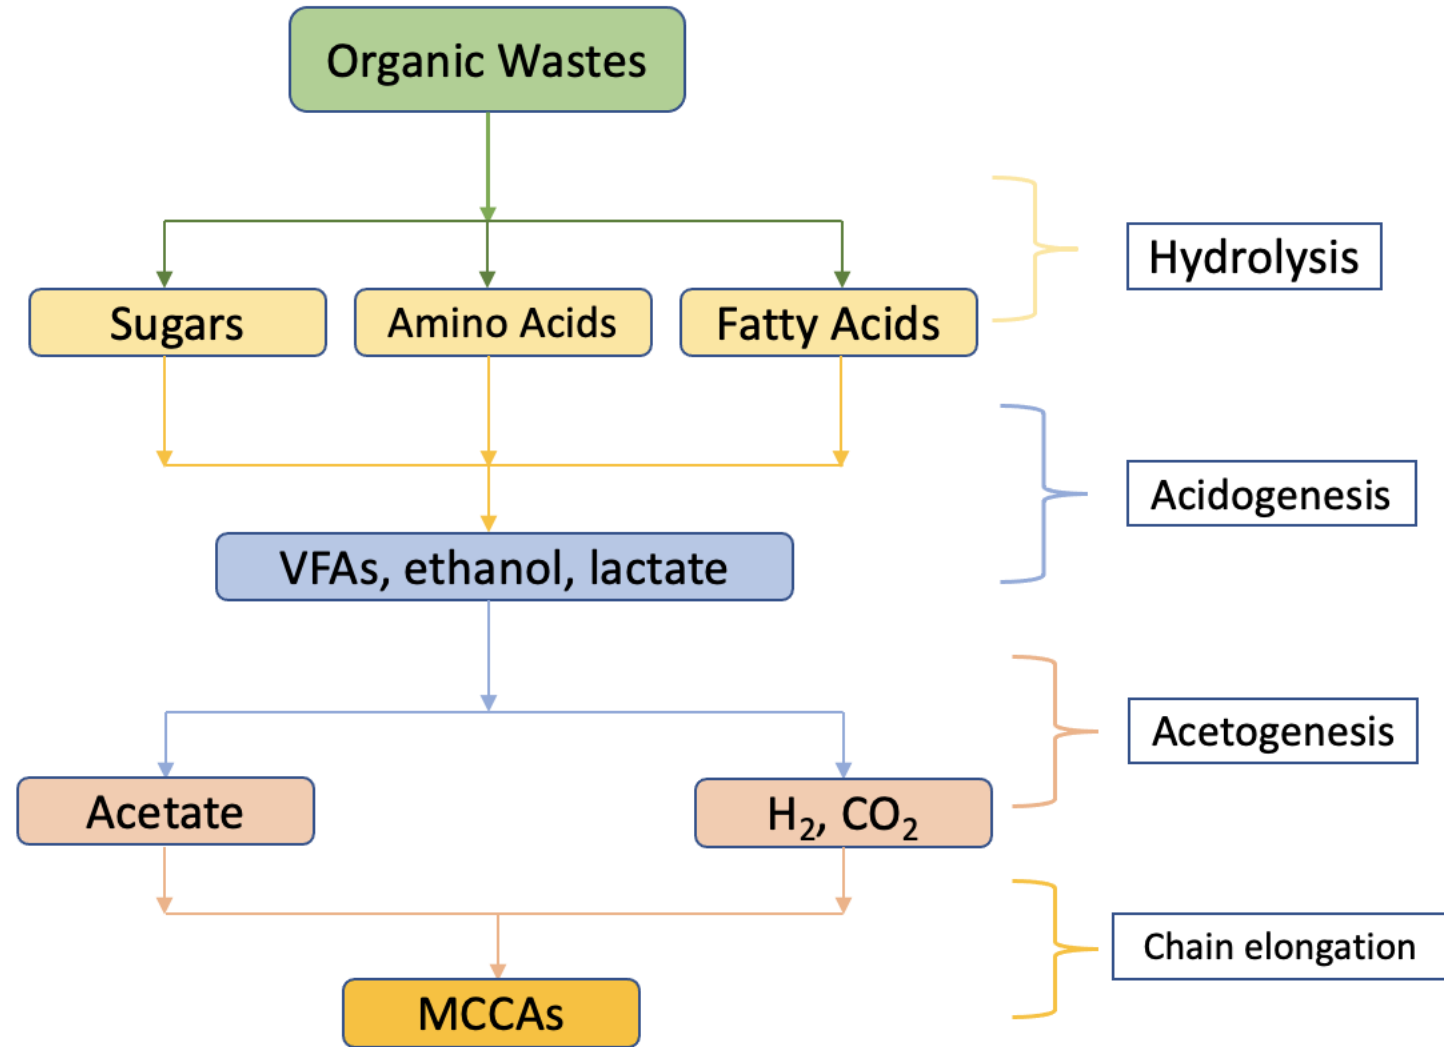 Organic Wastes
Hydrolysis
Sugars
Amino Acids
Fatty Acids
Acidogenesis
VFAs, ethanol, lactate
Acetogenesis
Acetate
H₂, CO₂
Chain elongation
MCCAs